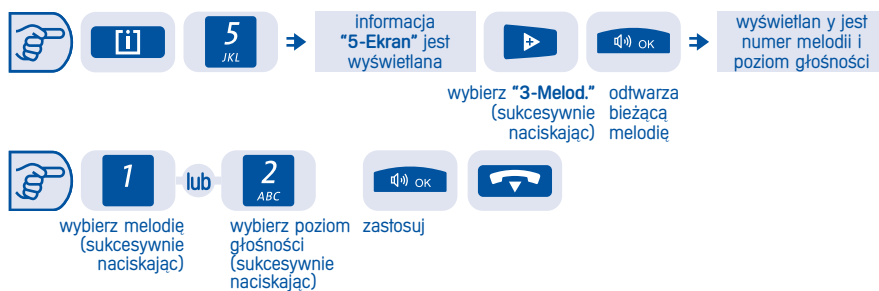 [i]
5
JKL
informacja
"5-Ekran" jest
wyświetlana
OK
wyświetlan y jest
numer melodii i
poziom głośności
wybierz "3-Melod."
(sukcesywnie
naciskając)
odtwarza
bieżącą
melodię
1
lub
2
ABC
OK
wybierz melodię
(sukcesywnie
naciskając)
wybierz poziom
głośności
(sukcesywnie
naciskając)
zastosuj